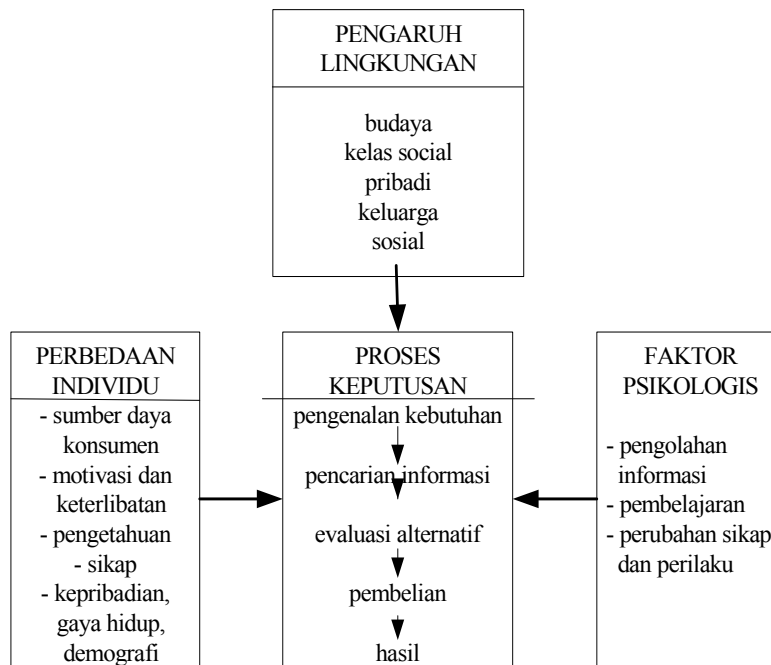 PENGARUH
LINGKUNGAN
budaya
kelas social
pribadi
keluarga
sosial
PERBEDAAN
INDIVIDU
- sumber daya
konsumen
- motivasi dan
keterlibatan
- pengetahuan
- sikap
- kepribadian,
gaya hidup,
demografi
PROSES
KEPUTUSAN
pengenalan kebutuhan
pencarian informasi
evaluasi alternatif
pembelian
hasil
FAKTOR
PSIKOLOGIS
- pengolahan
informasi
- pembelajaran
- perubahan sikap
dan perilaku